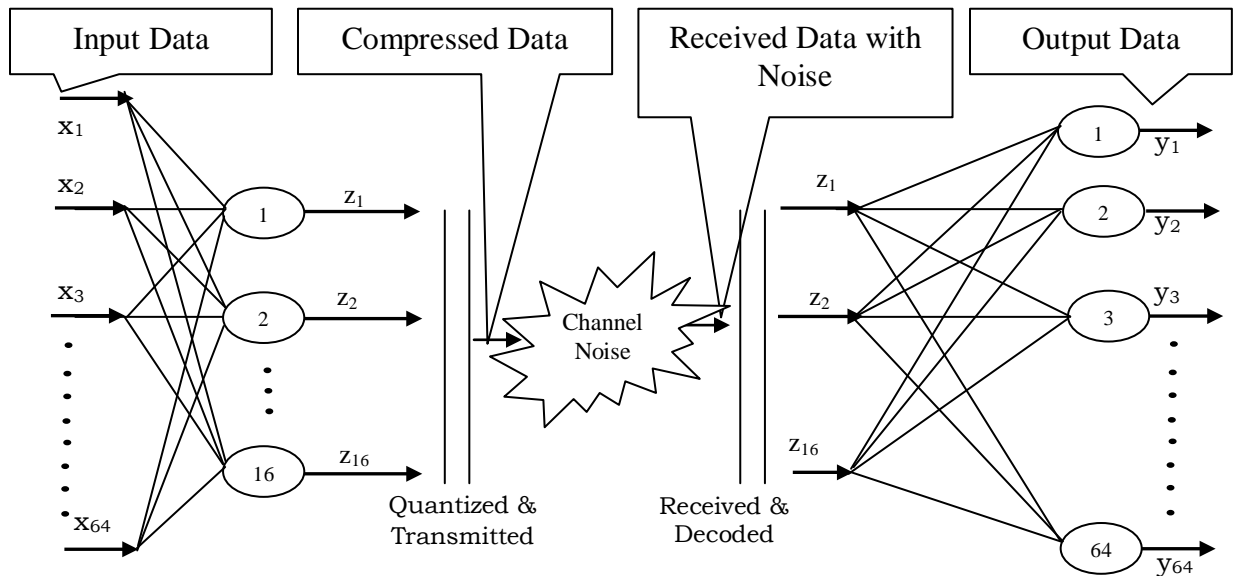 Input Data
Compressed Data
Received Data with
Noise
Output Data
x1
x2
x3
x64
1
2
16
z1
z2
z16
Quantized &
Transmitted
Channel
Noise
Received &
Decoded
z1
z2
z16
1
2
3
64
y1
y2
y3
y64